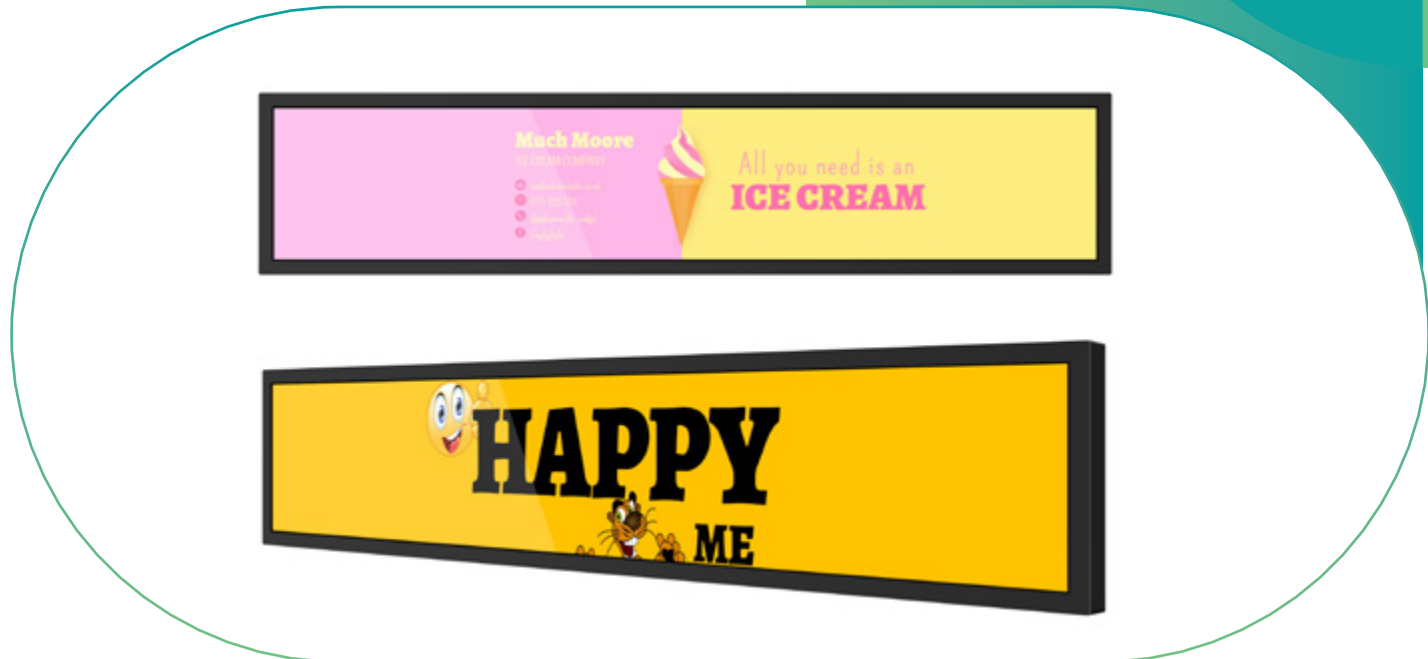 Much Moore
ICE CREAM COMPANY
All you need is an
ICE CREAM
HAPPY
ME